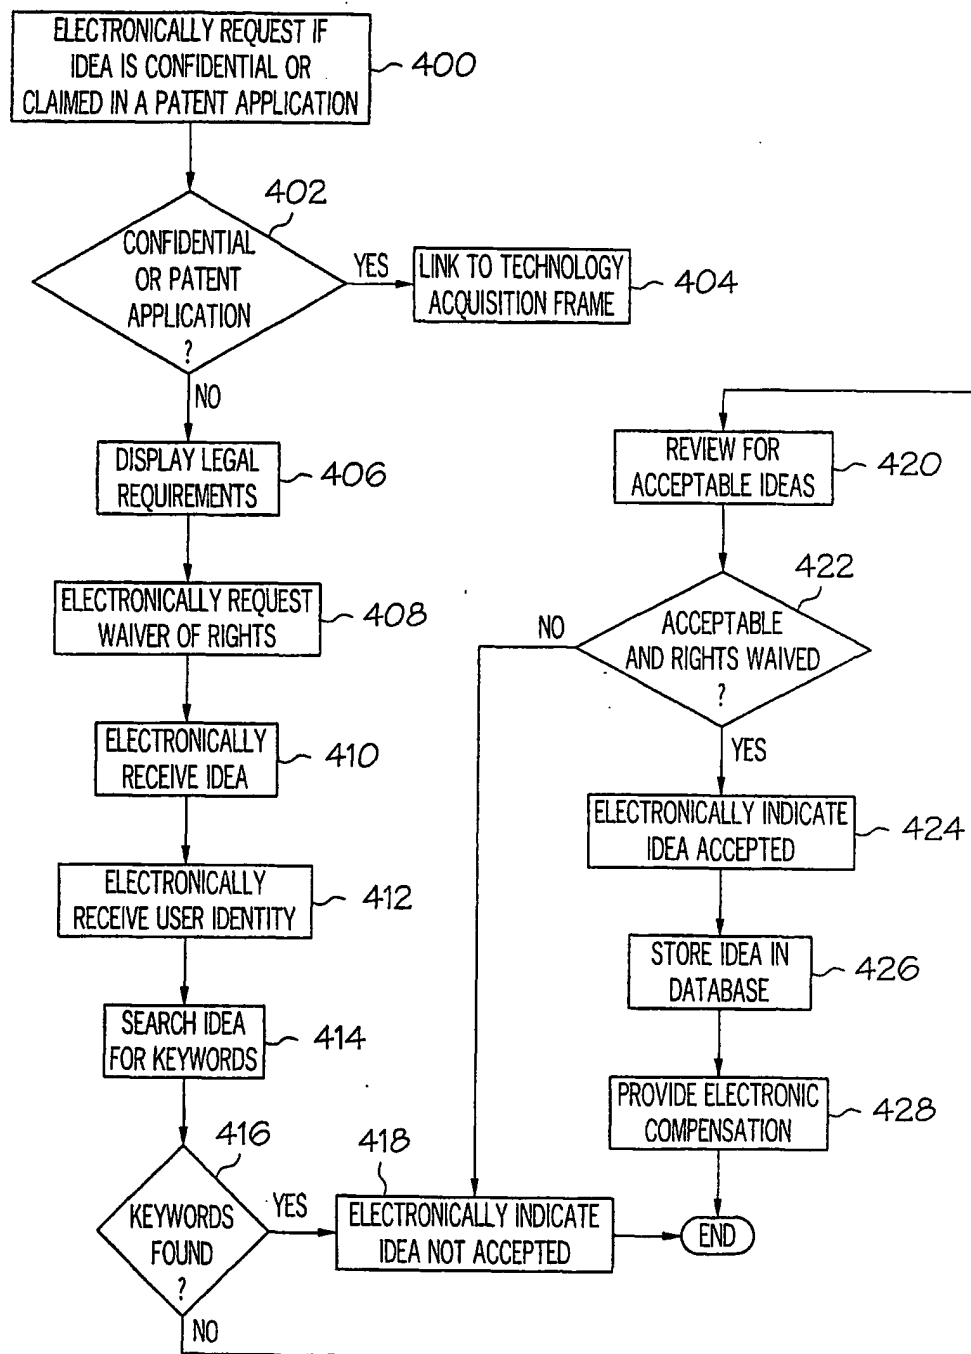 ELECTRONICALLY REQUEST IF
IDEA IS CONFIDENTIAL OR
CLAIMED IN A PATENT APPLICATION
400
402
CONFIDENTIAL
OR PATENT
APPLICATION
?
YES
LINK TO TECHNOLOGY
ACQUISITION FRAME
404
NO
DISPLAY LEGAL
REQUIREMENTS
406
ELECTRONICALLY REQUEST
WAIVER OF RIGHTS
408
ELECTRONICALLY
RECEIVE IDEA
410
ELECTRONICALLY
RECEIVE USER IDENTITY
412
SEARCH IDEA
FOR KEYWORDS
414
416
KEYWORDS
FOUND
?
YES
NO
418
ELECTRONICALLY INDICATE
IDEA NOT ACCEPTED
REVIEW FOR
ACCEPTABLE IDEAS
420
422
ACCEPTABLE
AND RIGHTS WAIVED
?
NO
YES
ELECTRONICALLY INDICATE
IDEA ACCEPTED
424
STORE IDEA IN
DATABASE
426
PROVIDE ELECTRONIC
COMPENSATION
428
END